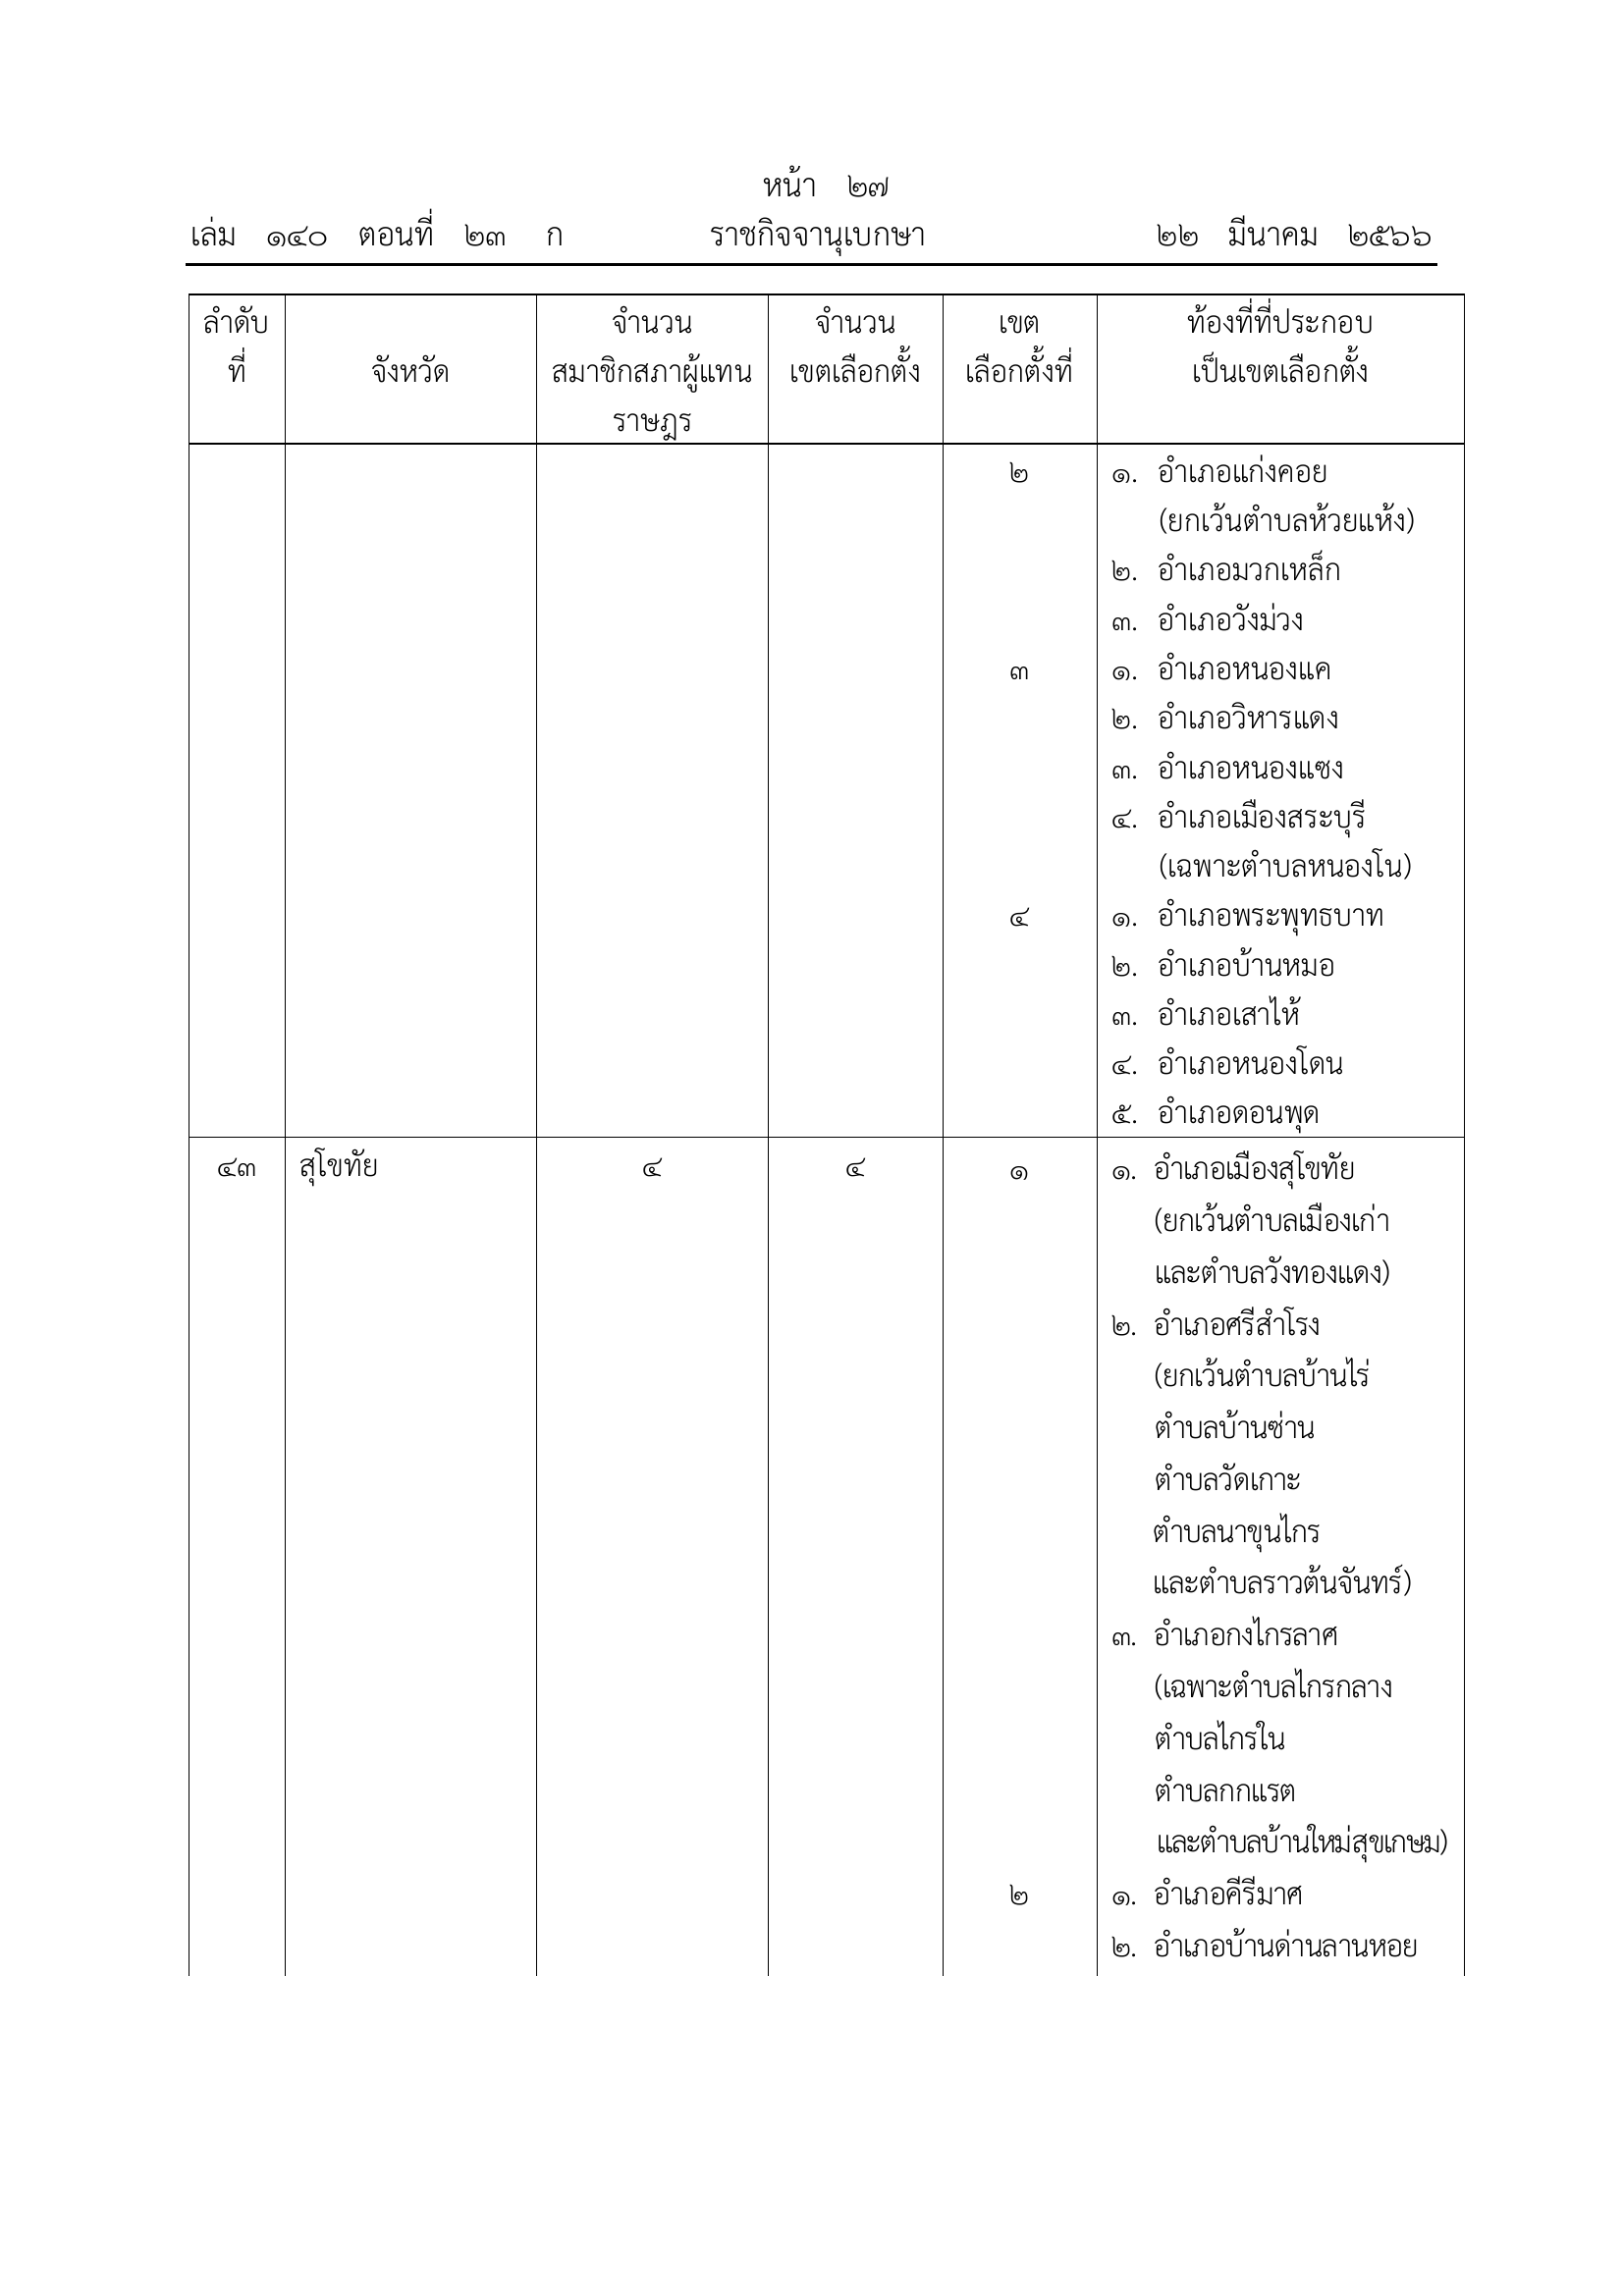 หน้า ๒๗
เล่ม ๑๔๐ ตอนที่ ๒๓ ก ราชกิจจานุเบกษา ๒๒ มีนาคม ๒๕๖๖
ลำดับ จำนวน จำนวน เขต ท้องที่ที่ประกอบ
ที่ จังหวัด สมาชิกสภาผู้แทน เขตเลือกตั้ง เลือกตั้งที่ เป็นเขตเลือกตั้ง
ราษฎร
๒ ๑. อำเภอแก่งคอย
(ยกเว้นตำบลห้วยแห้ง)
๒. อำเภอมวกเหล็ก
๓. อำเภอวังม่วง
๓ ๑. อำเภอหนองแค
๒. อำเภอวิหารแดง
๓. อำเภอหนองแซง
๔. อำเภอเมืองสระบุรี
(เฉพาะตำบลหนองโน)
๔ ๑. อำเภอพระพุทธบาท
๒. อำเภอบ้านหมอ
๓. อำเภอเสาไห้
๔. อำเภอหนองโดน
๕. อำเภอดอนพุด
๔๓ สุโขทัย ๔ ๔ ๑ ๑. อำเภอเมืองสุโขทัย
(ยกเว้นตำบลเมืองเก่า
และตำบลวังทองแดง)
๒. อำเภอศรีสำโรง
(ยกเว้นตำบลบ้านไร่
ตำบลบ้านซ่าน
ตำบลวัดเกาะ
ตำบลนาขุนไกร
และตำบลราวต้นจันทร์)
๓. อำเภอกงไกรลาศ
(เฉพาะตำบลไกรกลาง
ตำบลไกรใน
ตำบลกกแรต
และตำบลบ้านใหม่สุขเกษม)
๒ ๑. อำเภอคีรีมาศ
๒. อำเภอบ้านด่านลานหอย